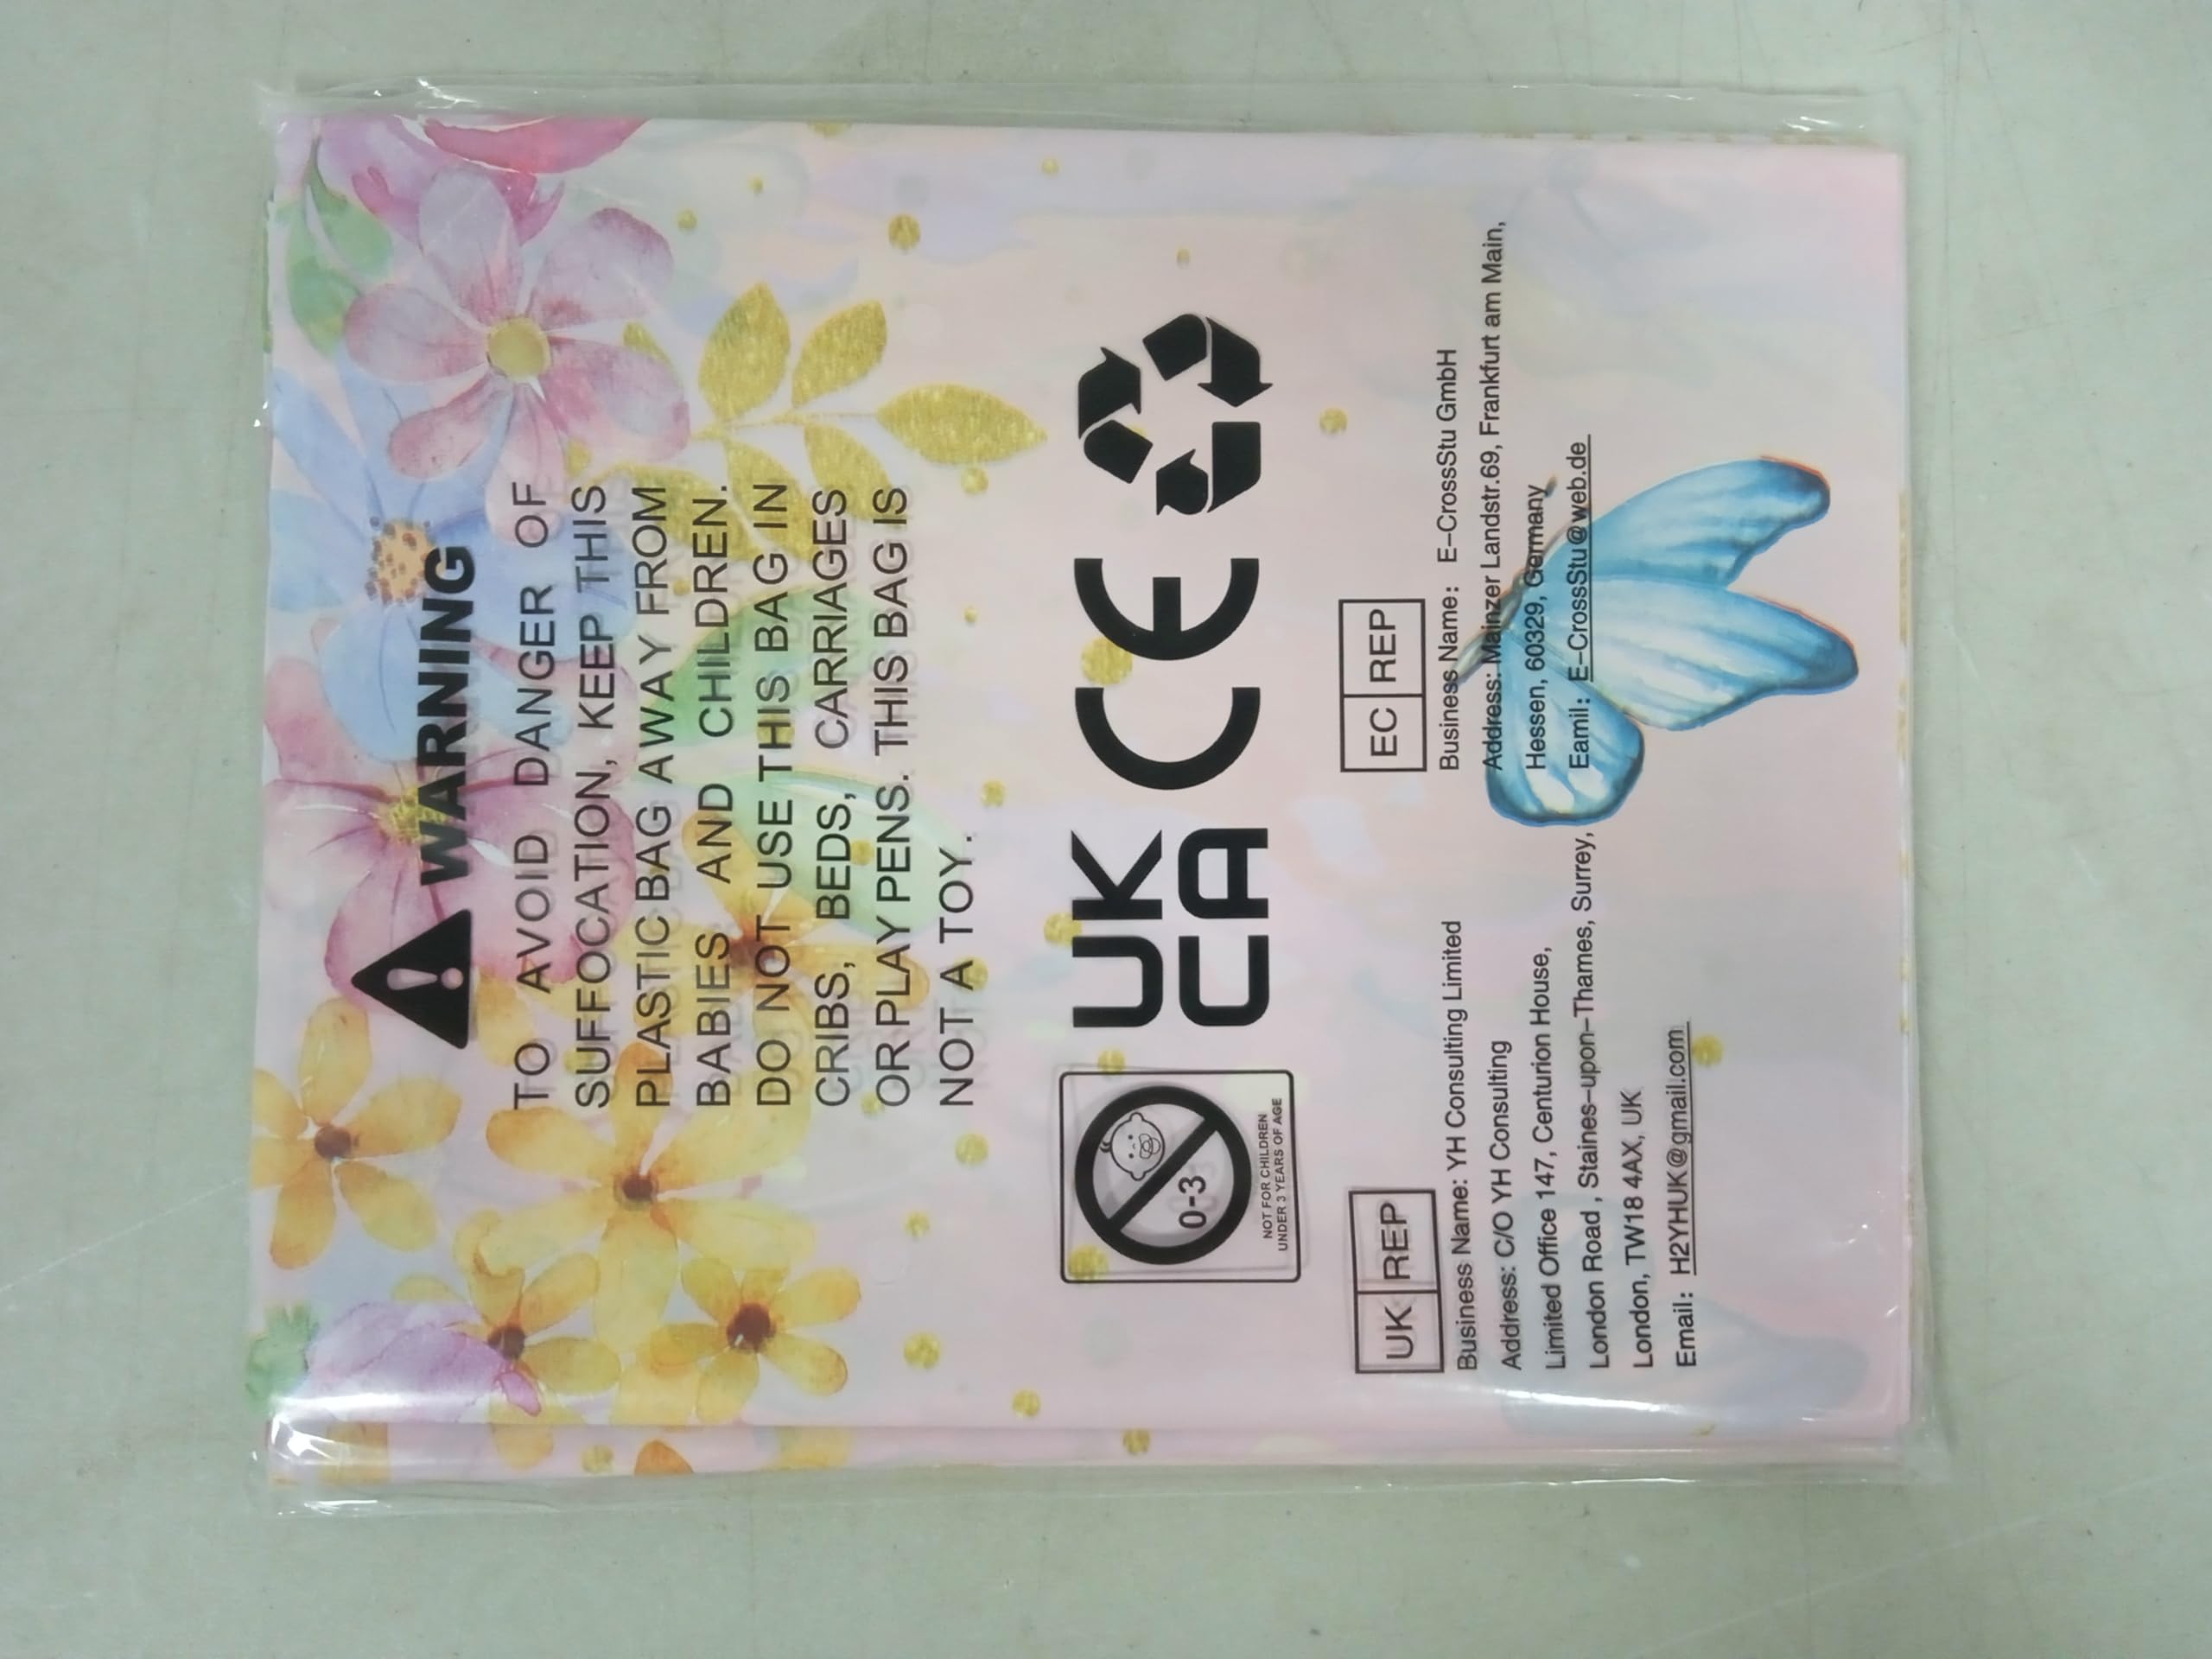 WARNING
TO AVOID DANGER OF
SUFFOCATION, KEEP THIS
PLASTIC BAG AWAY FROM
BABIES AND CHILDREN.
DO NOT USE THIS BAG IN
CRIBS, BEDS, CARRIAGES
OR PLAY PENS. THIS BAG IS
NOT A TOY.
0-3
NOT FOR CHILDREN
UNDER 3 YEARS OF AGE
UK
CA
CE
UK REP
Business Name: YH Consulting Limited
Address: C/O YH Consulting
Limited Office 147, Centurion House,
London Road , Staines-upon-Thames, Surrey,
London, TW18 4AX, UK
Email: H2YHUK@gmail.com
EC REP
Business Name: E-CrossStu GmbH
Address: Mainzer Landstr.69, Frankfurt am Main,
Hessen, 60329, Germany
Eamil: E-CrossStu@web.de